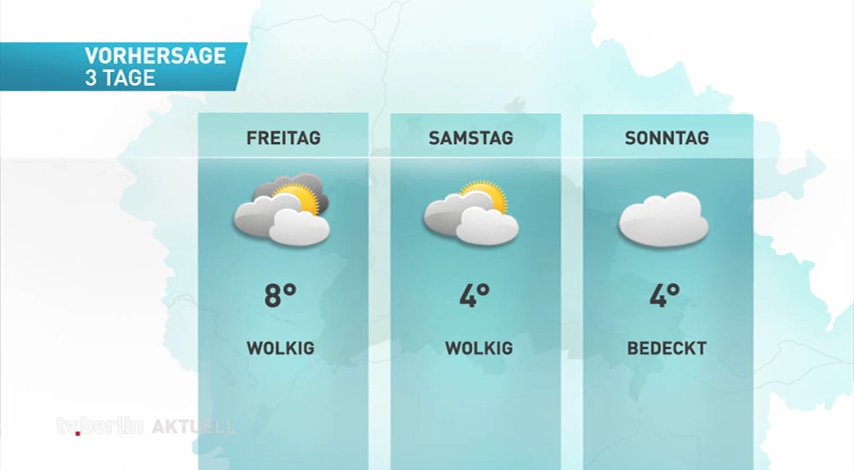 VORHERSAGE
3 TAGE
FREITAG
SAMSTAG
SONNTAG
8°
4°
4°
WOLKIG
WOLKIG
BEDECKT
tv.berlin AKTUELL